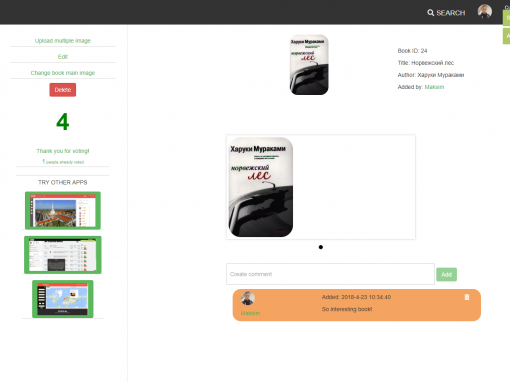 SEARCH
Upload multiple image
Edit
Change book main image
Delete
4
Thank you for voting!
1 people already voted
TRY OTHER APPS
Харуки Мураками
норвежский
лес
Book ID: 24
Title: Норвежский лес
Author: Харухи Мураками
Added by: Maksim
Харуки Мураками
норвежский
лес
Create comment
Add
Maksim
Added: 2018-4-23 10:34:40
So interesting book!